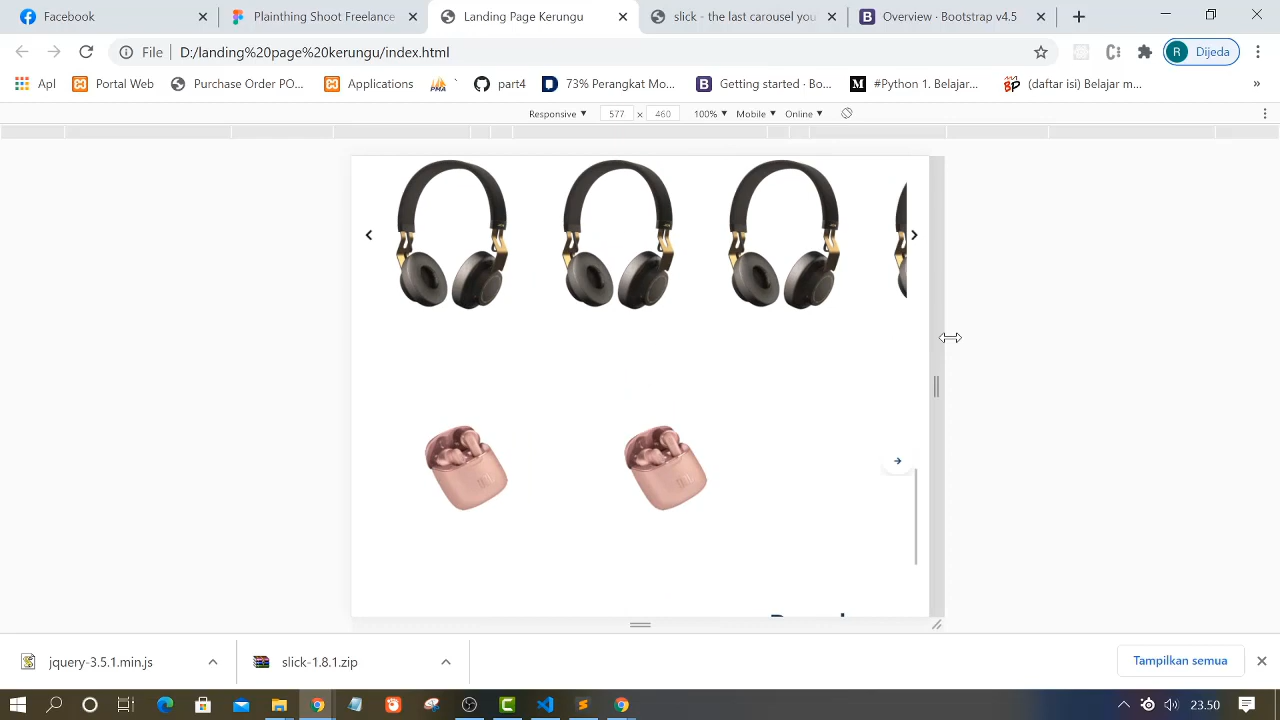 Facebook
Plainthing Shoot Freelance
Landing Page Kerungu
slick - the last carousel you
Overview · Bootstrap v4.5
File
D:/landing%20page%20kerungu/index.html
R
Dijeda
Apl
Portal Web
Purchase Order PO...
Applications
PMA
part4
73% Perangkat Mo...
Getting started · Bo...
#Python 1. Belajar...
(daftar isi) Belajar m...
»
Responsive
577 x 460
100%
Mobile
Online
jquery-3.5.1.min.js
slick-1.8.1.zip
Tampilkan semua
23.50